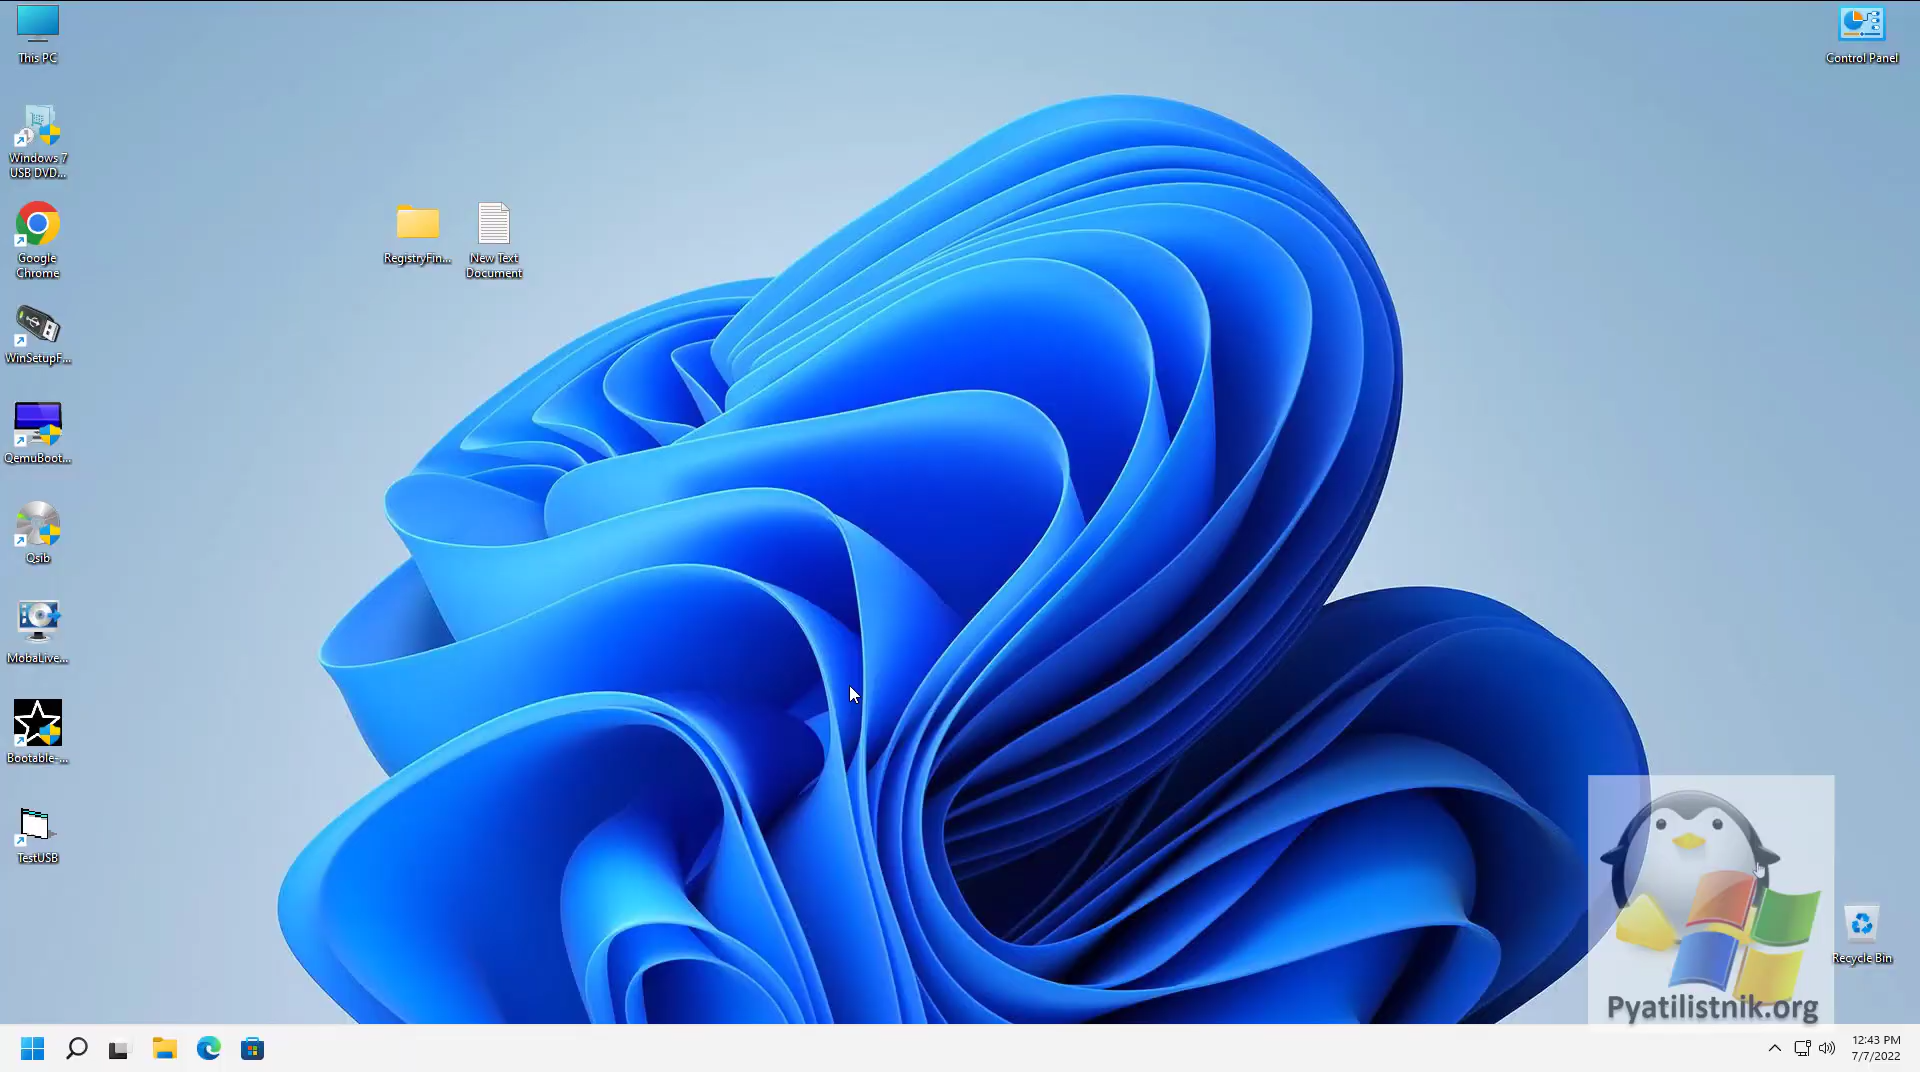 This PC
Control Panel
Windows 7
USB DVD...
Google
Chrome
RegistryFin...
New Text
Document
WinSetupF...
QemuBoot...
Qsib
MobaLive...
Bootable-...
TestUSB
Recycle Bin
Pyatilistnik.org
12:43 PM
7/7/2022